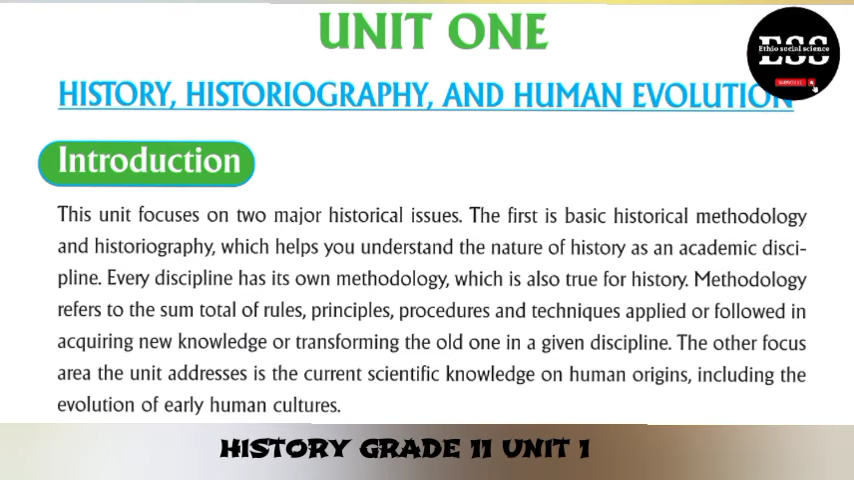 UNIT ONE
Ethio social science
ESS
SUBSCRIBE
HISTORY, HISTORIOGRAPHY, AND HUMAN EVOLUTION
Introduction
This unit focuses on two major historical issues. The first is basic historical methodology
and historiography, which helps you understand the nature of history as an academic disci-
pline. Every discipline has its own methodology, which is also true for history. Methodology
refers to the sum total of rules, principles, procedures and techniques applied or followed in
acquiring new knowledge or transforming the old one in a given discipline. The other focus
area the unit addresses is the current scientific knowledge on human origins, including the
evolution of early human cultures.
HISTORY GRADE 11 UNIT 1